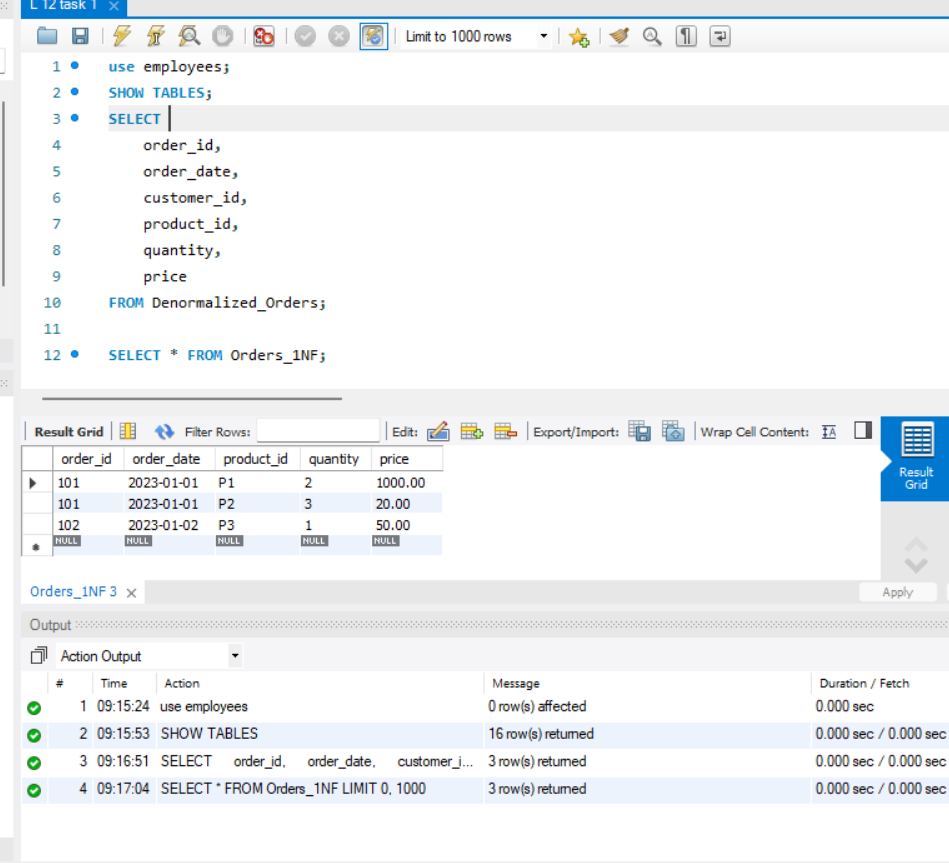 L 12 task 1
Limit to 1000 rows
1 use employees;
2 SHOW TABLES;
3 SELECT
4 order_id,
5 order_date,
6 customer_id,
7 product_id,
8 quantity,
9 price
10 FROM Denormalized_Orders;
11
12 SELECT * FROM Orders_1NF;
Result Grid Filter Rows: Edit: Export/Import: Wrap Cell Content: IA
order_id order_date product_id quantity price
101 2023-01-01 P1 2 1000.00
101 2023-01-01 P2 3 20.00
102 2023-01-02 P3 1 50.00
NULL NULL NULL NULL NULL
Result
Grid
Orders_1NF 3 Apply
Output
Action Output
# Time Action Message Duration / Fetch
1 09:15:24 use employees 0 row(s) affected 0.000 sec
2 09:15:53 SHOW TABLES 16 row(s) returned 0.000 sec / 0.000 sec
3 09:16:51 SELECT order_id, order_date, customer_i... 3 row(s) returned 0.000 sec / 0.000 sec
4 09:17:04 SELECT * FROM Orders_1NF LIMIT 0, 1000 3 row(s) returned 0.000 sec / 0.000 sec